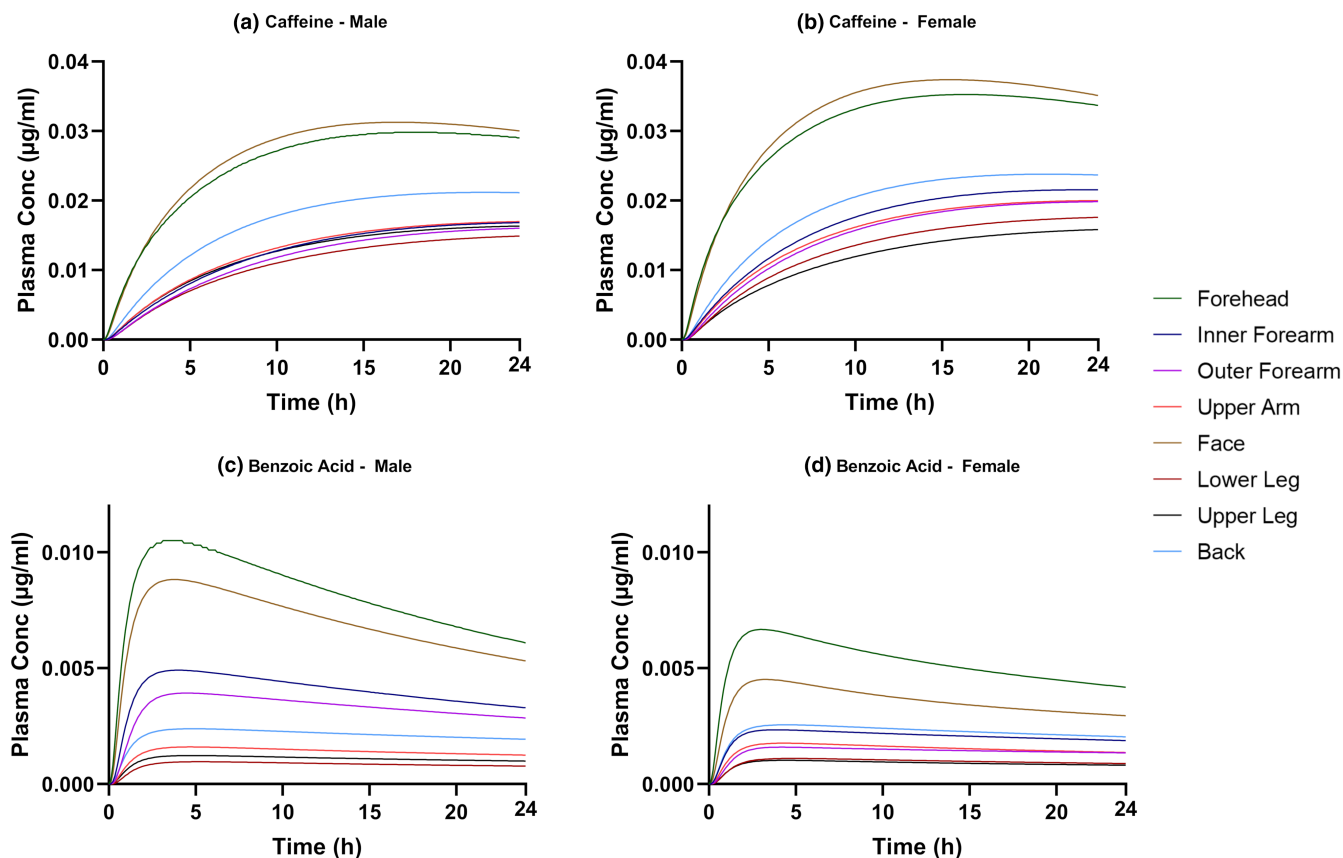 (a) Caffeine - Male
Plasma Conc (µg/ml)
0.04
0.03
0.02
0.01
0.00
0 5 10 15 20 24
Time (h)
(b) Caffeine - Female
Plasma Conc (µg/ml)
0.04
0.03
0.02
0.01
0.00
0 5 10 15 20 24
Time (h)
Forehead
Inner Forearm
Outer Forearm
Upper Arm
Face
Lower Leg
Upper Leg
Back
(c) Benzoic Acid - Male
Plasma Conc (µg/ml)
0.010
0.005
0.000
0 5 10 15 20 24
Time (h)
(d) Benzoic Acid - Female
Plasma Conc (µg/ml)
0.010
0.005
0.000
0 5 10 15 20 24
Time (h)